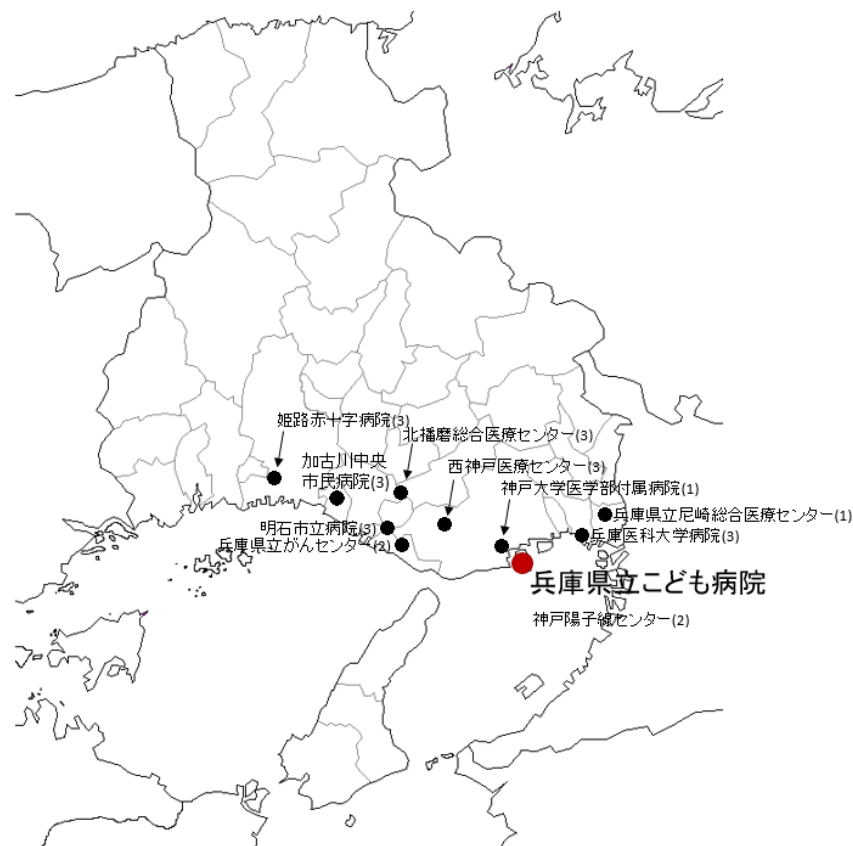 姫路赤十字病院(3)
北播磨総合医療センター(3)
加古川中央
市民病院(3)
西神戸医療センター(3)
神戸大学医学部付属病院(1)
兵庫県立尼崎総合医療センター(1)
明石市立病院(3)
兵庫医科大学病院(3)
兵庫県立がんセンター(2)
兵庫県立こども病院
神戸陽子線センター(2)